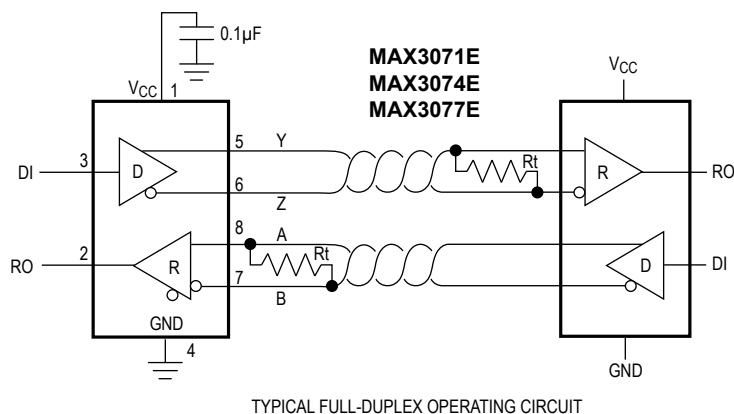 0.1µF
MAX3071E
MAX3074E
MAX3077E
VCC
1
VCC
5
Y
3
DI
D
Rt
R
RO
6
Z
8
A
2
RO
R
Rt
D
DI
7
B
GND
4
GND
TYPICAL FULL-DUPLEX OPERATING CIRCUIT